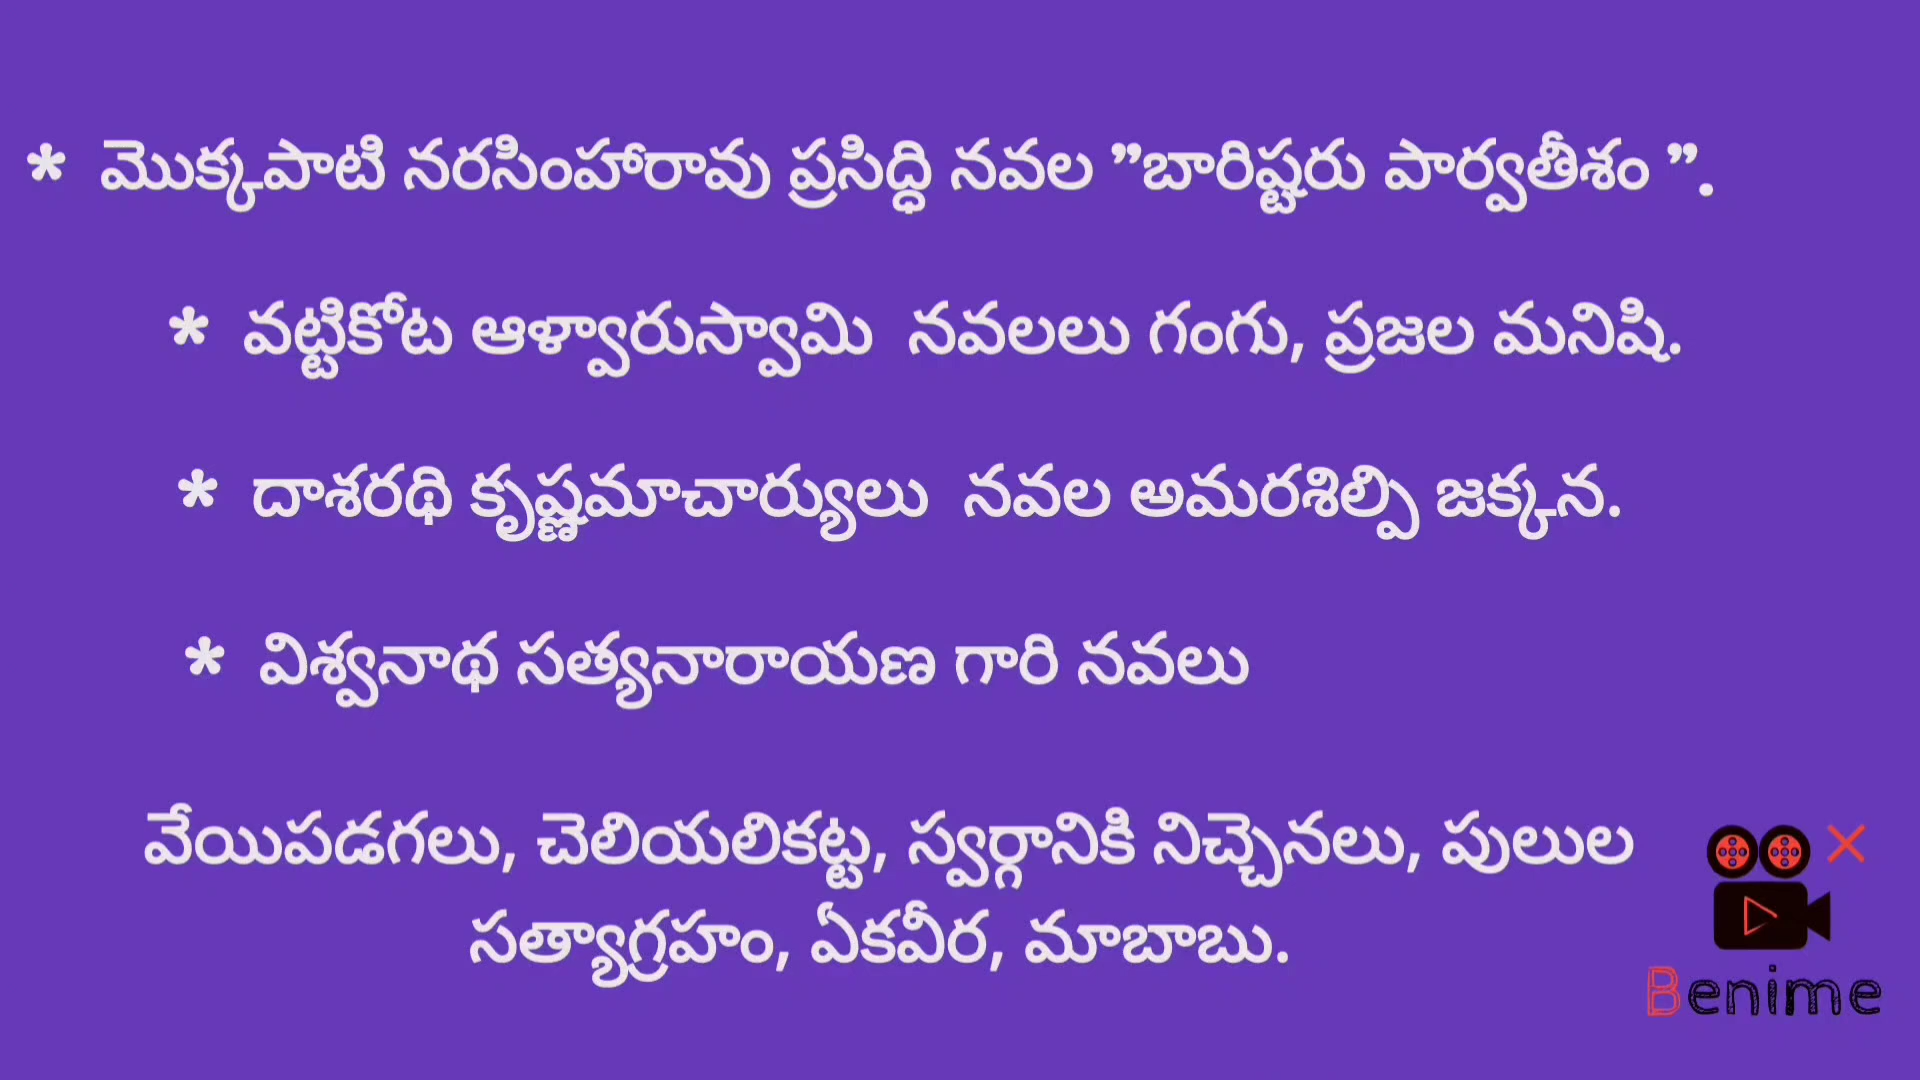 * మొక్కపాటి నరసింహారావు ప్రసిద్ధి నవల ”బారిష్టరు పార్వతీశం ”.
* వట్టికోట ఆళ్వారుస్వామి నవలలు గంగు, ప్రజల మనిషి.
* దాశరథి కృష్ణమాచార్యులు నవల అమరశిల్పి జక్కన.
* విశ్వనాథ సత్యనారాయణ గారి నవలు
వేయిపడగలు, చెలియలికట్ట, స్వర్గానికి నిచ్చెనలు, పులుల
సత్యాగ్రహం, ఏకవీర, మాబాబు.
Benime